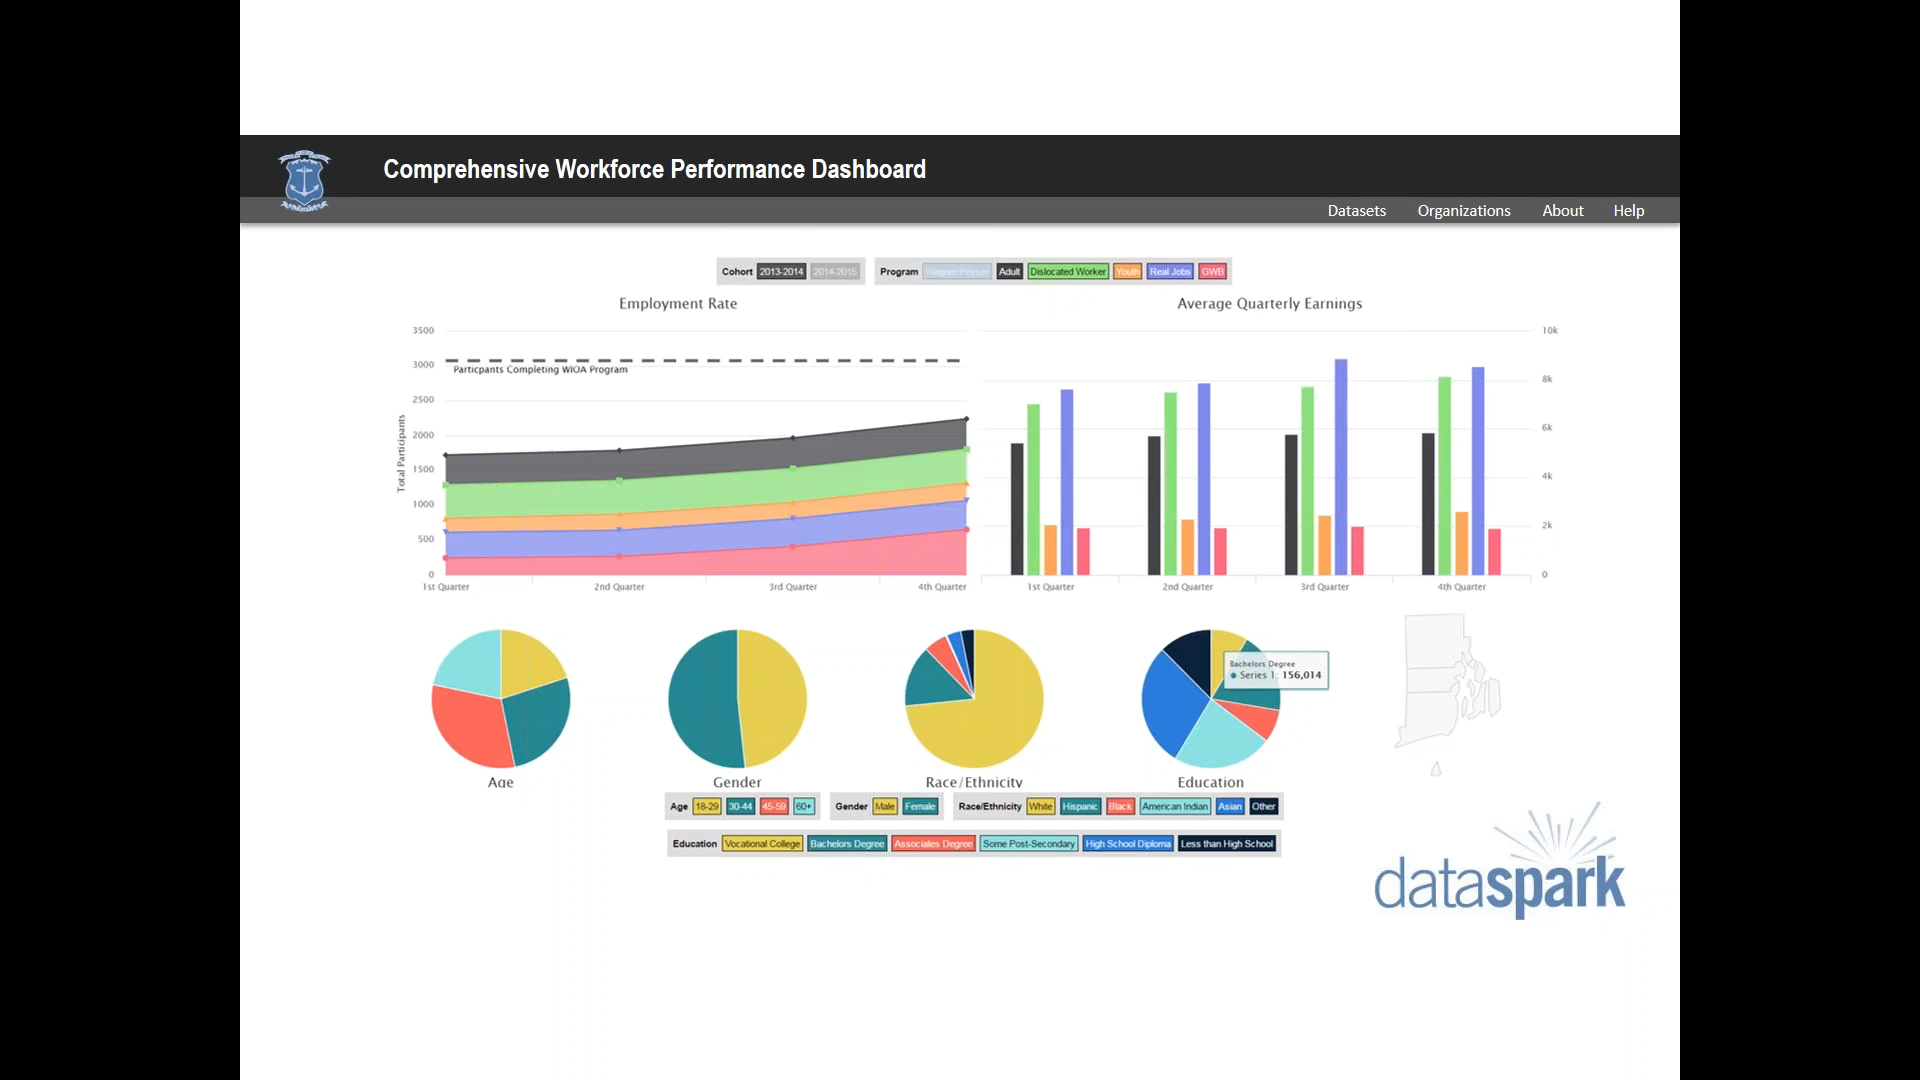 Comprehensive Workforce Performance Dashboard
Datasets Organizations About Help
Cohort 2013-2014 2014-2015 Program Wagner-Peyser Adult Dislocated Worker Youth Real Jobs GWB
Employment Rate
3500
3000
2500
2000
1500
1000
500
0
Total Participants
Particpants Completing WIOA Program
1st Quarter 2nd Quarter 3rd Quarter 4th Quarter
Average Quarterly Earnings
10k
8k
6k
4k
2k
0
1st Quarter 2nd Quarter 3rd Quarter 4th Quarter
Bachelors Degree
Series 1: 156,014
Age Gender Race/Ethnicity Education
Age 18-29 30-44 45-59 60+ Gender Male Female Race/Ethnicity White Hispanic Black American Indian Asian Other
Education Vocational College Bachelors Degree Associates Degree Some Post-Secondary High School Diploma Less than High School
dataspark